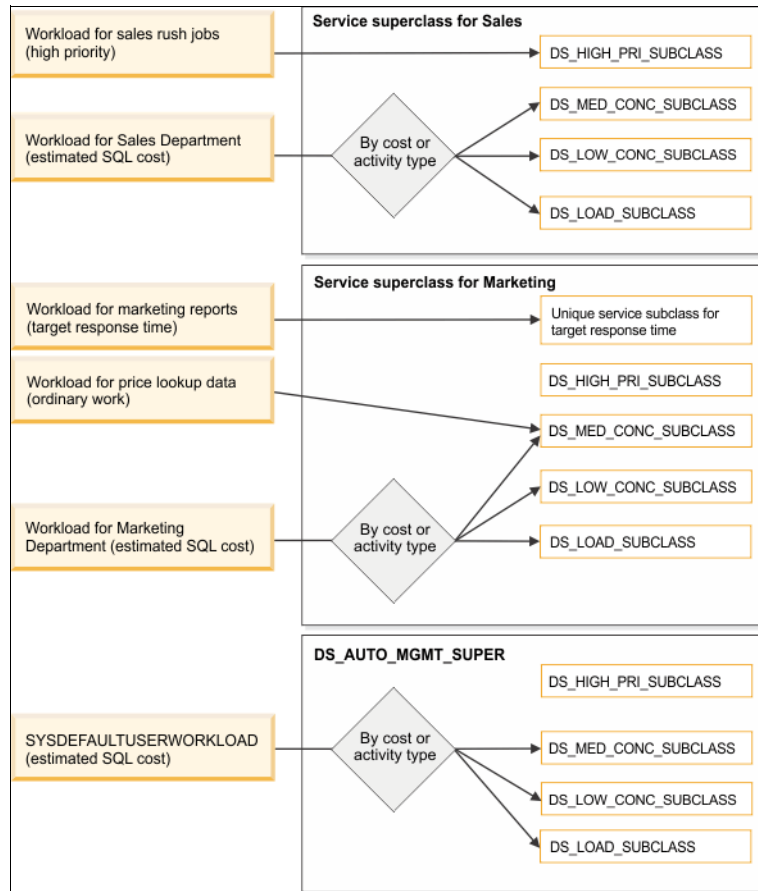 Workload for sales rush jobs
(high priority)
Workload for Sales Department
(estimated SQL cost)
Service superclass for Sales
By cost or
activity type
DS_HIGH_PRI_SUBCLASS
DS_MED_CONC_SUBCLASS
DS_LOW_CONC_SUBCLASS
DS_LOAD_SUBCLASS
Workload for marketing reports
(target response time)
Workload for price lookup data
(ordinary work)
Workload for Marketing
Department (estimated SQL cost)
Service superclass for Marketing
By cost or
activity type
Unique service subclass for
target response time
DS_HIGH_PRI_SUBCLASS
DS_MED_CONC_SUBCLASS
DS_LOW_CONC_SUBCLASS
DS_LOAD_SUBCLASS
SYSDEFAULTUSERWORKLOAD
(estimated SQL cost)
DS_AUTO_MGMT_SUPER
By cost or
activity type
DS_HIGH_PRI_SUBCLASS
DS_MED_CONC_SUBCLASS
DS_LOW_CONC_SUBCLASS
DS_LOAD_SUBCLASS